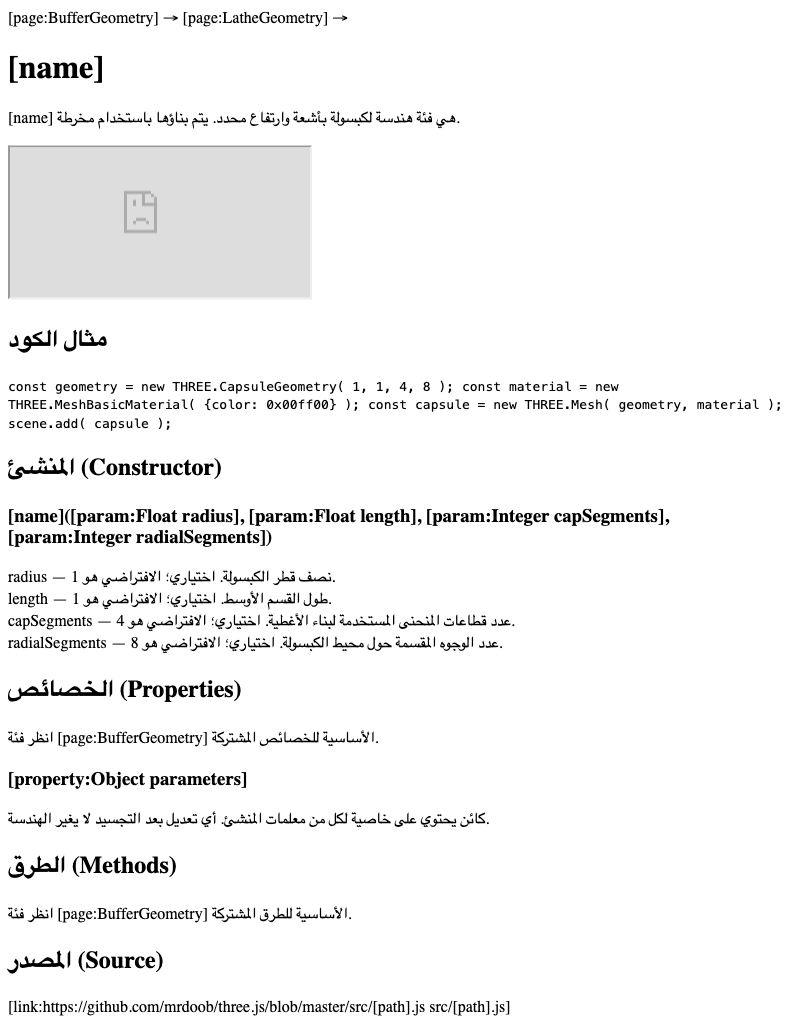 [page:BufferGeometry] → [page:LatheGeometry] →
[name]
[name] هي فئة هندسة لكبسولة بأشعة وارتفاع محدد. يتم بناؤها باستخدام مخرطة.
مثال الكود
const geometry = new THREE.CapsuleGeometry( 1, 1, 4, 8 ); const material = new
THREE.MeshBasicMaterial( {color: 0x00ff00} ); const capsule = new THREE.Mesh( geometry, material );
scene.add( capsule );
المنشئ (Constructor)
[name]([param:Float radius], [param:Float length], [param:Integer capSegments],
[param:Integer radialSegments])
radius — نصف قطر الكبسولة. اختياري؛ الافتراضي هو 1.
length — طول القسم الأوسط. اختياري؛ الافتراضي هو 1.
capSegments — عدد قطاعات المنحنى المستخدمة لبناء الأغطية. اختياري؛ الافتراضي هو 4.
radialSegments — عدد الوجوه المقسمة حول محيط الكبسولة. اختياري؛ الافتراضي هو 8.
الخصائص (Properties)
انظر فئة [page:BufferGeometry] الأساسية للخصائص المشتركة.
[property:Object parameters]
كائن يحتوي على خاصية لكل من معلمات المنشئ. أي تعديل بعد التجسيد لا يغير الهندسة.
الطرق (Methods)
انظر فئة [page:BufferGeometry] الأساسية للطرق المشتركة.
المصدر (Source)
[link:https://github.com/mrdoob/three.js/blob/master/src/[path].js src/[path].js]